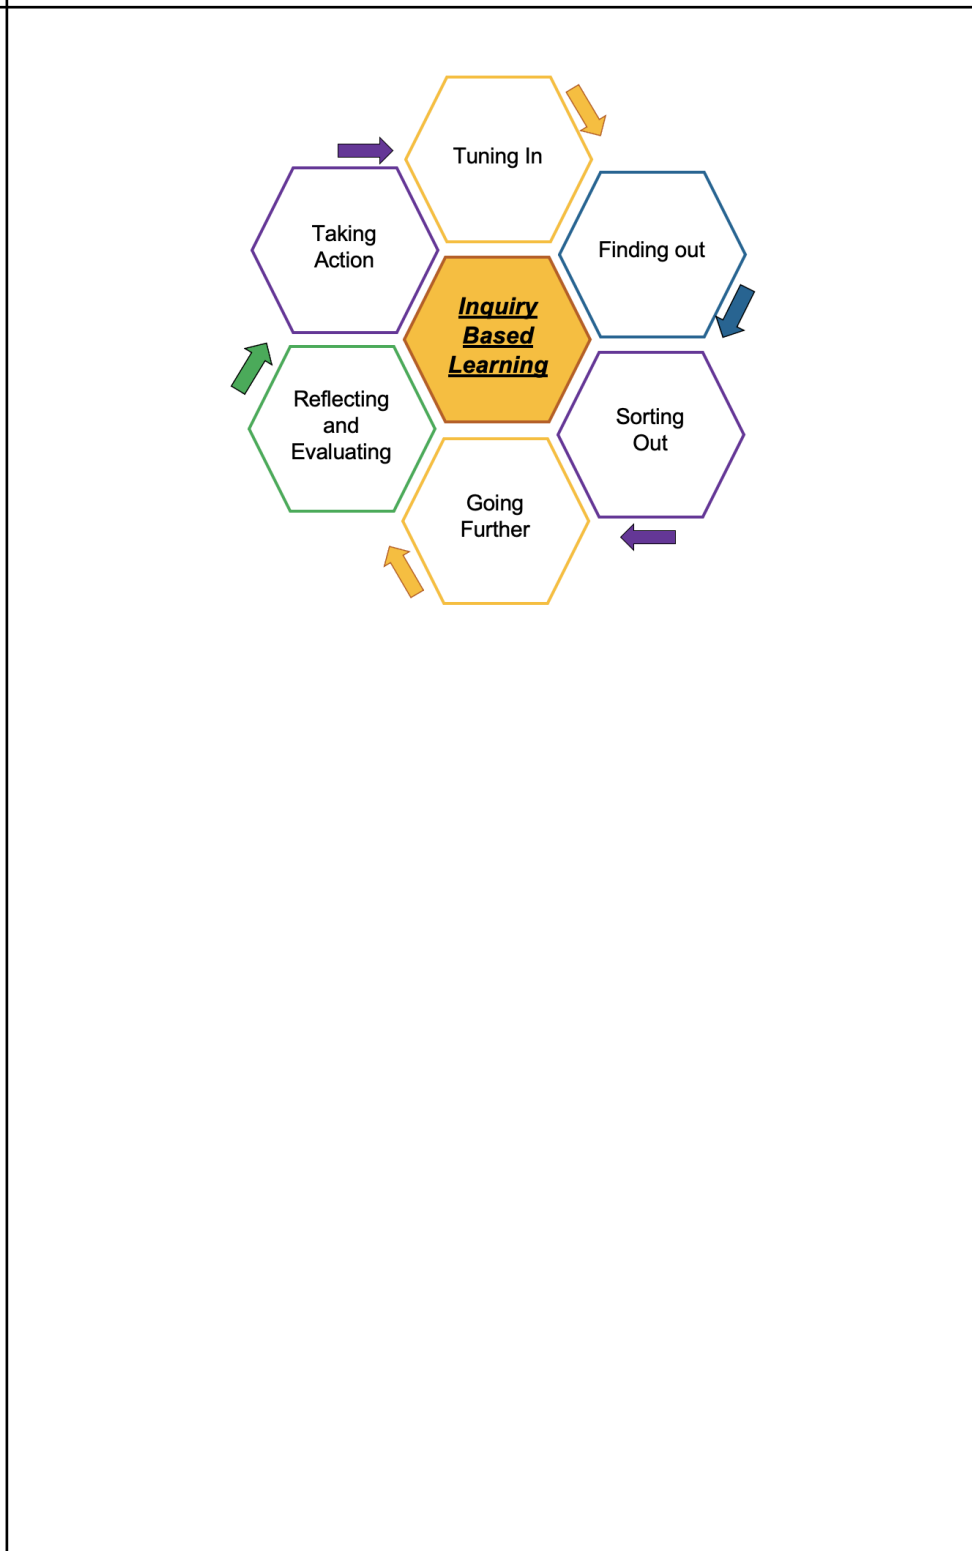 Tuning In
Finding out
Sorting
Out
Going
Further
Reflecting
and
Evaluating
Taking
Action
Inquiry
Based
Learning